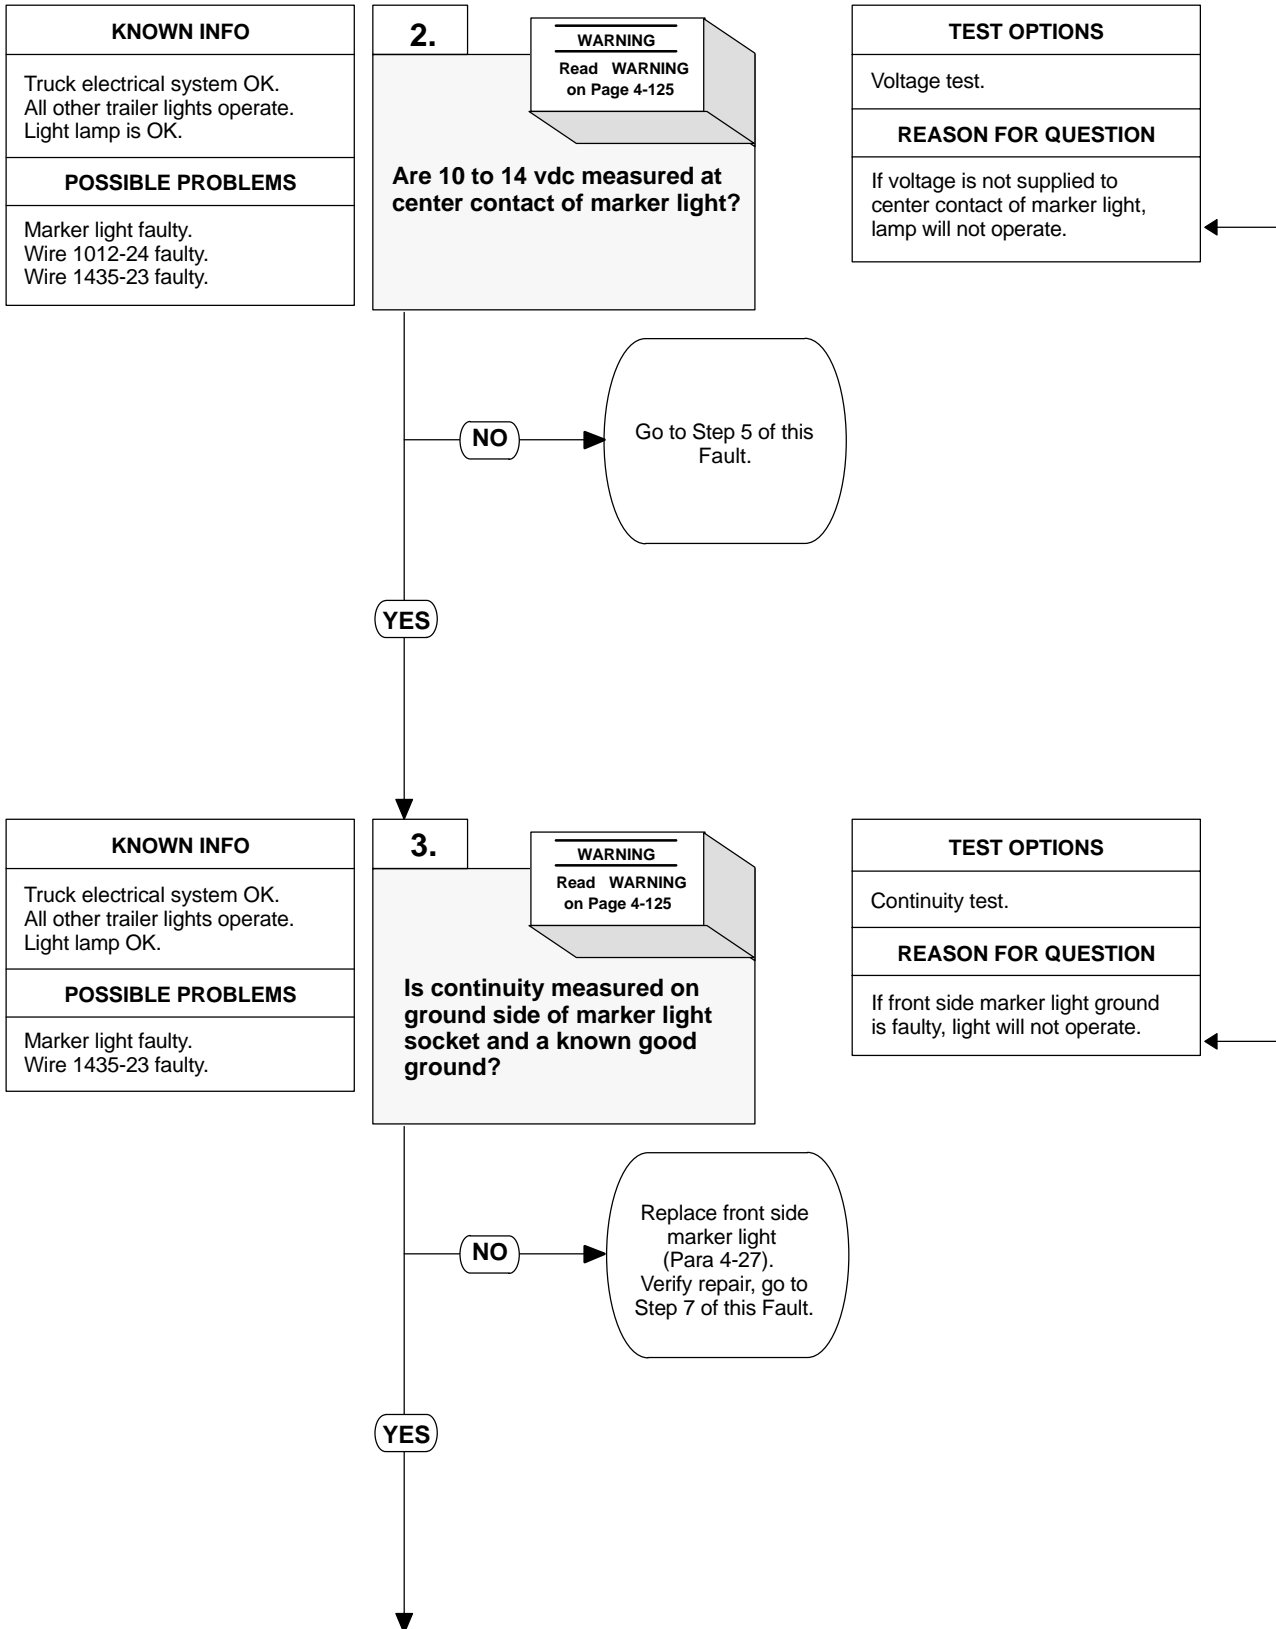 KNOWN INFO
Truck electrical system OK.
All other trailer lights operate.
Light lamp is OK.
POSSIBLE PROBLEMS
Marker light faulty.
Wire 1012-24 faulty.
Wire 1435-23 faulty.
2.
WARNING
Read WARNING
on Page 4-125
Are 10 to 14 vdc measured at
center contact of marker light?
TEST OPTIONS
Voltage test.
REASON FOR QUESTION
If voltage is not supplied to
center contact of marker light,
lamp will not operate.
NO
Go to Step 5 of this
Fault.
YES
KNOWN INFO
Truck electrical system OK.
All other trailer lights operate.
Light lamp OK.
POSSIBLE PROBLEMS
Marker light faulty.
Wire 1435-23 faulty.
3.
WARNING
Read WARNING
on Page 4-125
Is continuity measured on
ground side of marker light
socket and a known good
ground?
TEST OPTIONS
Continuity test.
REASON FOR QUESTION
If front side marker light ground
is faulty, light will not operate.
NO
Replace front side
marker light
(Para 4-27).
Verify repair, go to
Step 7 of this Fault.
YES